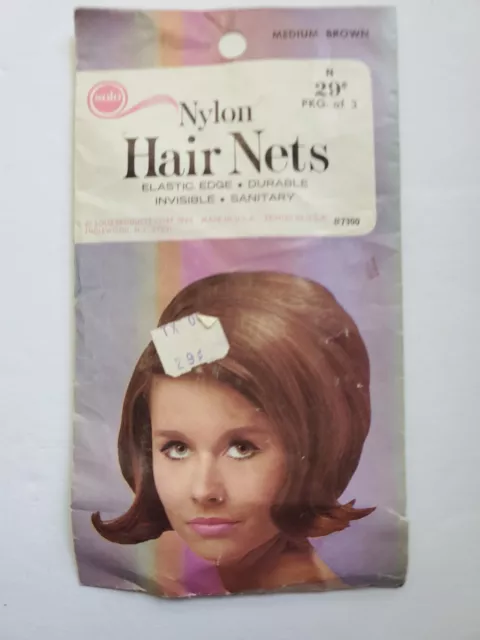 MEDIUM BROWN
solo
N
29¢
PKG. of 3
Nylon
Hair Nets
ELASTIC EDGE • DURABLE
INVISIBLE • SANITARY
#7300
29¢